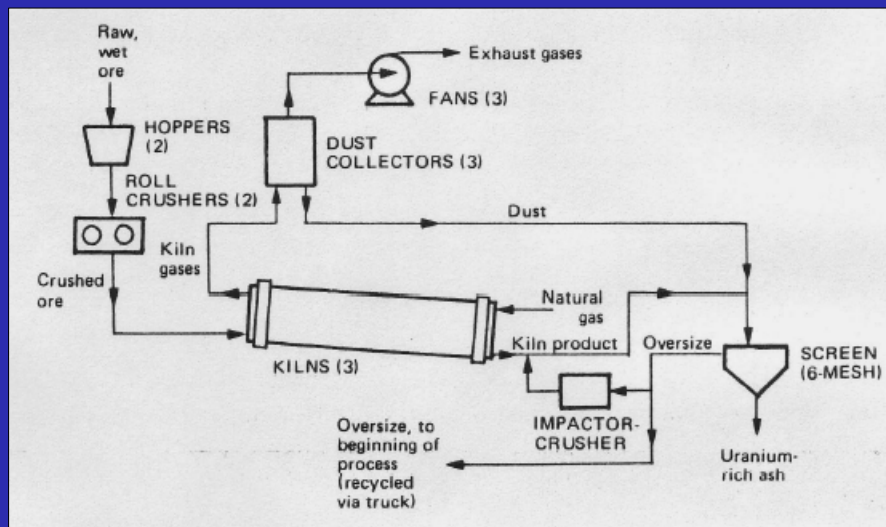 Raw,
wet
ore
HOPPERS
(2)
ROLL
CRUSHERS (2)
Crushed
ore
Kiln
gases
DUST
COLLECTORS (3)
FANS (3)
Exhaust gases
Dust
KILNS (3)
Natural
gas
Kiln product
Oversize
IMPACTOR-
CRUSHER
SCREEN
(6-MESH)
Uranium-
rich ash
Oversize, to
beginning of
process
(recycled
via truck)